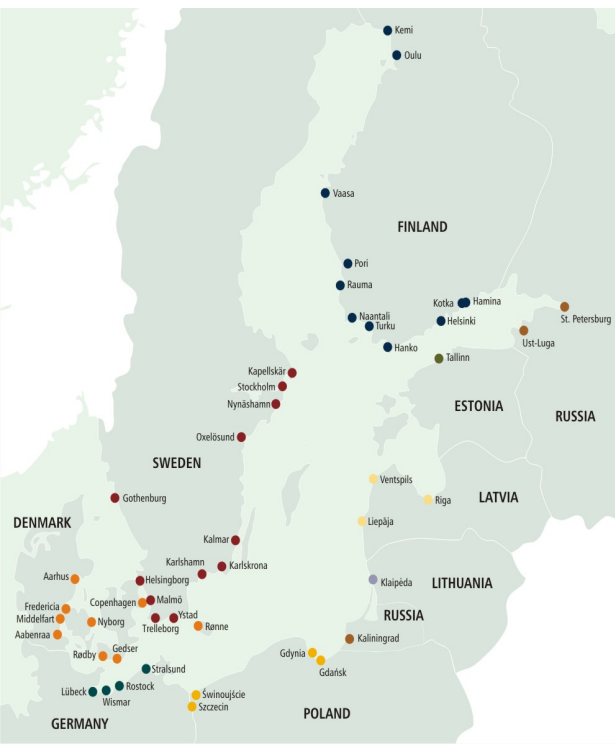 Kemi
Oulu
Vaasa
FINLAND
Pori
Rauma
Kotka
Hamina
St. Petersburg
Naantali
Turku
Helsinki
Ust-Luga
Hanko
Tallinn
Kapellskär
Stockholm
Nynäshamn
ESTONIA
RUSSIA
Oxelösund
SWEDEN
Ventspils
Gothenburg
Riga
LATVIA
DENMARK
Liepāja
Kalmar
Karlshamn
Karlskrona
Aarhus
Helsingborg
Klaipėda
LITHUANIA
Copenhagen
Malmö
Fredericia
Middelfart
Nyborg
Trelleborg
Ystad
Rønne
RUSSIA
Aabenraa
Kaliningrad
Rødby
Gedser
Gdynia
Gdańsk
Stralsund
Lübeck
Wismar
Rostock
Świnoujście
Szczecin
GERMANY
POLAND